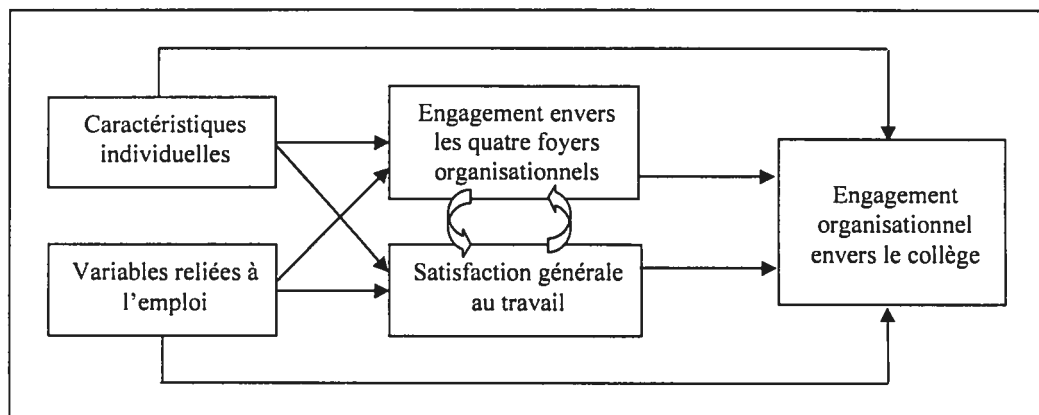 Caractéristiques
individuelles
Engagement envers
les quatre foyers
organisationnels
Variables reliées à
l'emploi
Satisfaction générale
au travail
Engagement
organisationnel
envers le collège